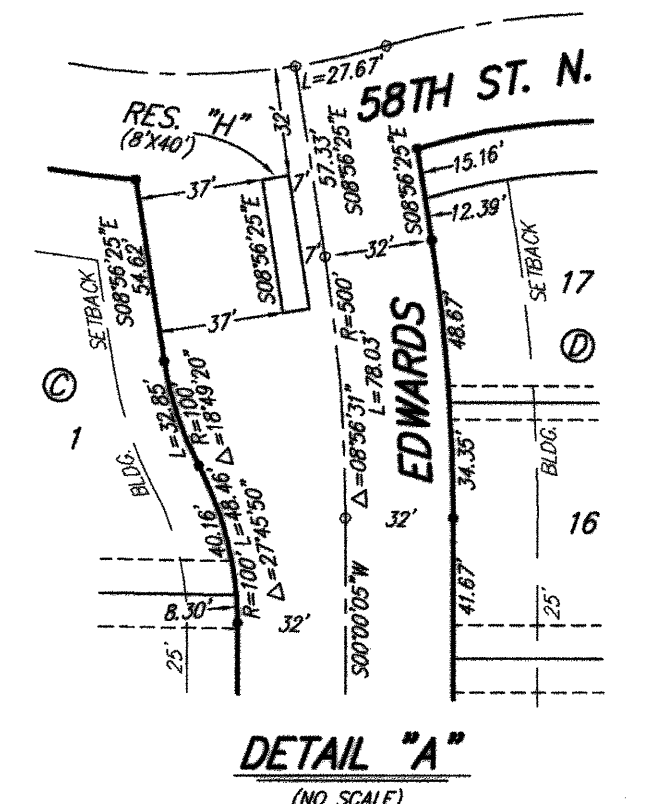 L=27.67'
58TH ST. N.
RES. "H"
(8'X40')
32'
57.33'
S08°56'25"E
S08°56'25"E
15.16'
12.39'
37'
7'
S08°56'25"E
7'
32'
S08°56'25"E
54.62'
SETBACK
SETBACK
17
D
37'
R=500'
L=78.03'
Δ=08°56'31"
EDWARDS
48.67'
C
1
L=32.85'
R=100'
Δ=18°49'20"
BLDG.
BLDG.
34.35'
40.16'
L=48.46'
R=100'
Δ=27°45'50"
32'
16
8.30'
32'
S00°00'05"W
41.67'
25'
25'
DETAIL "A"
(NO SCALE)